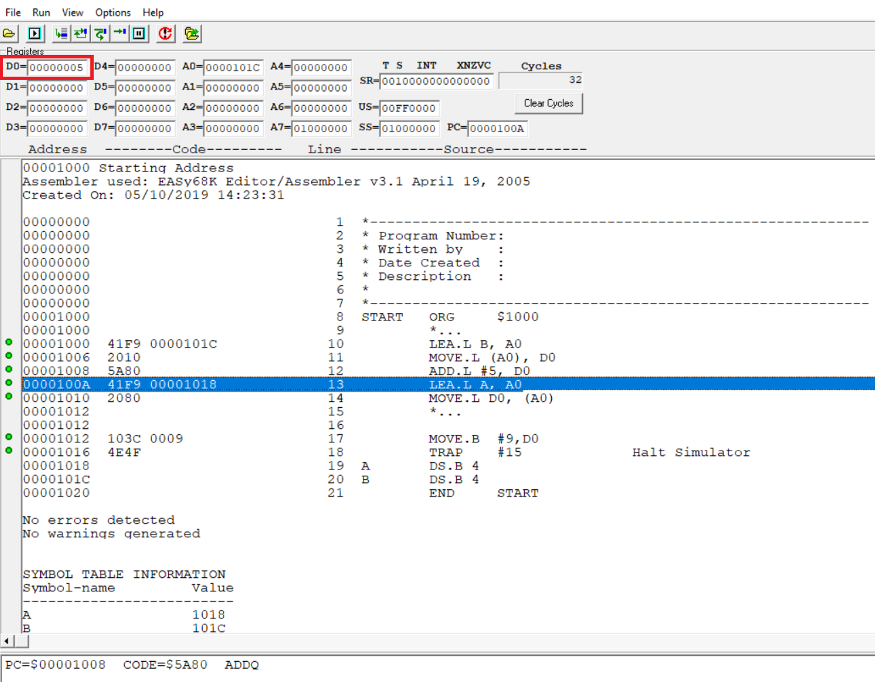 File Run View Options Help
Registers
D0=00000005 D4=00000000 A0=0000101C A4=00000000 T S INT XNZVC Cycles
D1=00000000 D5=00000000 A1=00000000 A5=00000000 SR=0010000000000000 32
D2=00000000 D6=00000000 A2=00000000 A6=00000000 US=00FF0000 Clear Cycles
D3=00000000 D7=00000000 A3=00000000 A7=01000000 SS=01000000 PC=0000100A
Address --------Code--------- Line -----------Source-----------
00001000 Starting Address
Assembler used: EASy68K Editor/Assembler v3.1 April 19, 2005
Created On: 05/10/2019 14:23:31
00000000 1 *-----------------------------------------------------------
00000000 2 * Program Number:
00000000 3 * Written by :
00000000 4 * Date Created :
00000000 5 * Description :
00000000 6 *
00000000 7 *-----------------------------------------------------------
00001000 8 START ORG $1000
00001000 9 *...
00001000 41F9 0000101C 10 LEA.L B, A0
00001006 2010 11 MOVE.L (A0), D0
00001008 5A80 12 ADD.L #5, D0
0000100A 41F9 00001018 13 LEA.L A, A0
00001010 2080 14 MOVE.L D0, (A0)
00001012 15 *...
00001012 16
00001012 103C 0009 17 MOVE.B #9,D0
00001016 4E4F 18 TRAP #15 Halt Simulator
00001018 19 A DS.B 4
0000101C 20 B DS.B 4
00001020 21 END START
No errors detected
No warnings generated
SYMBOL TABLE INFORMATION
Symbol-name Value
-------------------------
A 1018
B 101C
PC=$00001008 CODE=$5A80 ADDQ